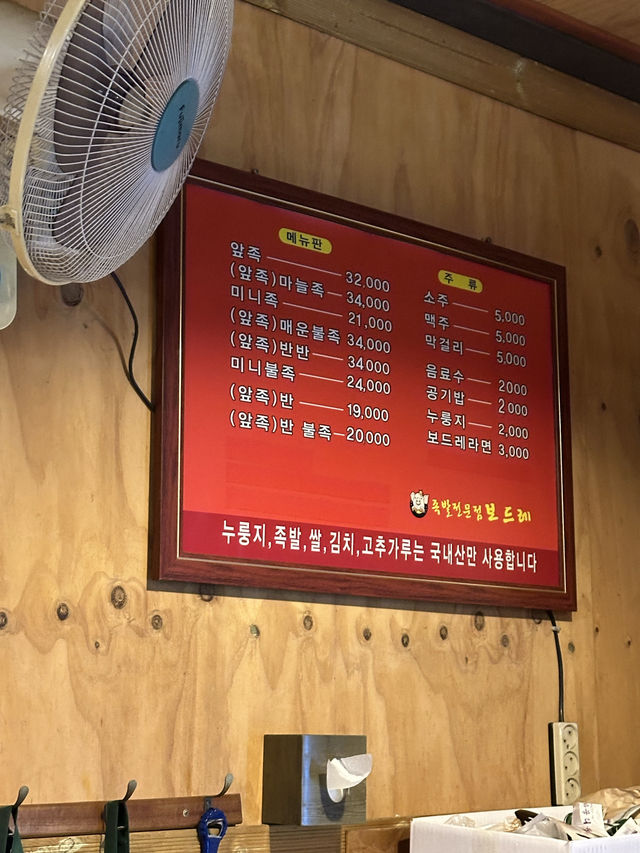 메뉴판
앞족 32,000
(앞족)마늘족 34,000
미니족 21,000
(앞족)매운불족 34,000
(앞족)반반 34000
미니불족 24,000
(앞족)반 19,000
(앞족)반 불족 20000
주 류
소주 5,000
맥주 5,000
막걸리 5,000
음료수 2000
공기밥 2000
누룽지 2,000
보드레라면 3,000
족발전문점 보드레
누룽지,족발,쌀,김치,고추가루는 국내산만 사용합니다